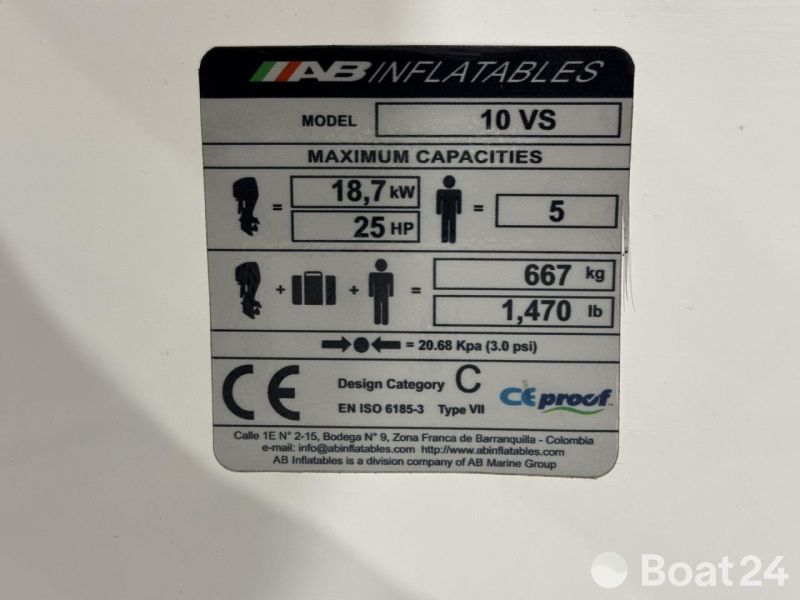 AB INFLATABLES
MODEL 10 VS
MAXIMUM CAPACITIES
= 18,7 kW = 5
25 HP
+ + = 667 kg
1,470 lb
= 20.68 Kpa (3.0 psi)
CE Design Category C CE proof™
EN ISO 6185-3 Type VII
Calle 1E N° 2-15, Bodega N° 9, Zona Franca de Barranquilla - Colombia
e-mail: info@abinflatables.com http://www.abinflatables.com
AB Inflatables is a division company of AB Marine Group
Boat24